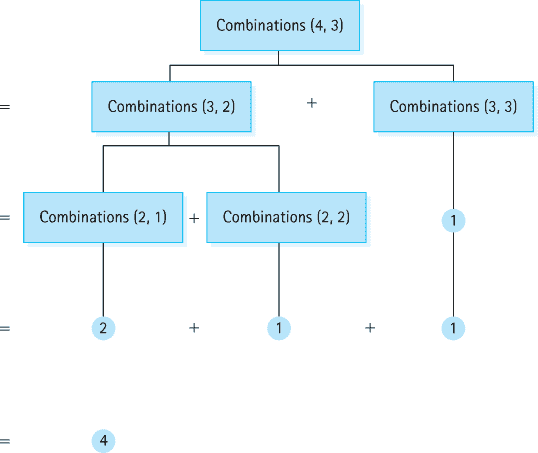 Combinations (4, 3)
= Combinations (3, 2) + Combinations (3, 3)
= Combinations (2, 1) + Combinations (2, 2) 1
= 2 + 1 + 1
= 4